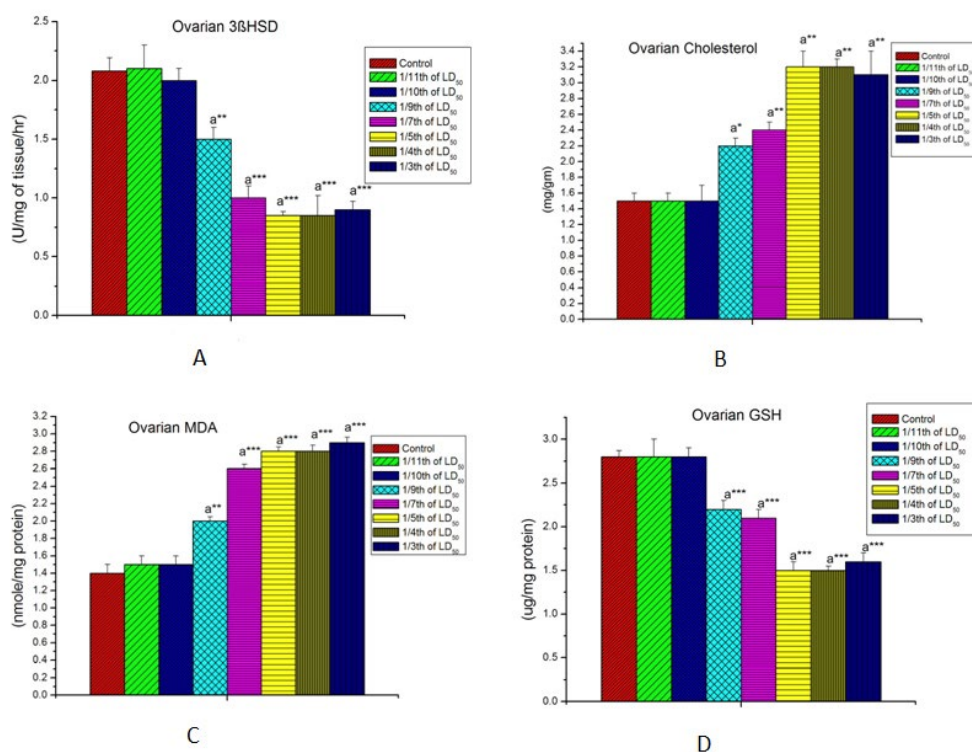 Ovarian 3ßHSD
(U/mg of tissue/hr)
2.5
2.0
1.5
1.0
0.5
0.0
a**
a***
a***
a***
a***
Control
1/11th of LD₅₀
1/10th of LD₅₀
1/9th of LD₅₀
1/7th of LD₅₀
1/5th of LD₅₀
1/4th of LD₅₀
1/3th of LD₅₀
A
Ovarian Cholesterol
(mg/gm)
3.4
3.2
3.0
2.8
2.6
2.4
2.2
2.0
1.8
1.6
1.4
1.2
1.0
0.8
0.6
0.4
0.2
0.0
a*
a**
a**
a**
a**
Control
1/11th of LD₅₀
1/10th of LD₅₀
1/9th of LD₅₀
1/7th of LD₅₀
1/5th of LD₅₀
1/4th of LD₅₀
1/3th of LD₅₀
B
Ovarian MDA
(nmole/mg protein)
3.2
3.0
2.8
2.6
2.4
2.2
2.0
1.8
1.6
1.4
1.2
1.0
0.8
0.6
0.4
0.2
0.0
a**
a***
a***
a***
a***
Control
1/11th of LD₅₀
1/10th of LD₅₀
1/9th of LD₅₀
1/7th of LD₅₀
1/5th of LD₅₀
1/4th of LD₅₀
1/3th of LD₅₀
C
Ovarian GSH
(ug/mg protein)
3.0
2.5
2.0
1.5
1.0
0.5
0.0
a***
a***
a***
a***
a***
Control
1/11th of LD₅₀
1/10th of LD₅₀
1/9th of LD₅₀
1/7th of LD₅₀
1/5th of LD₅₀
1/4th of LD₅₀
1/3th of LD₅₀
D